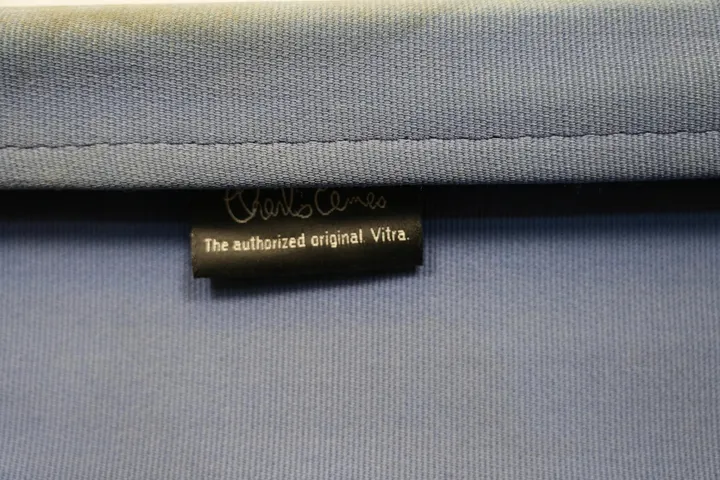 Charles Eames
The authorized original Vitra.